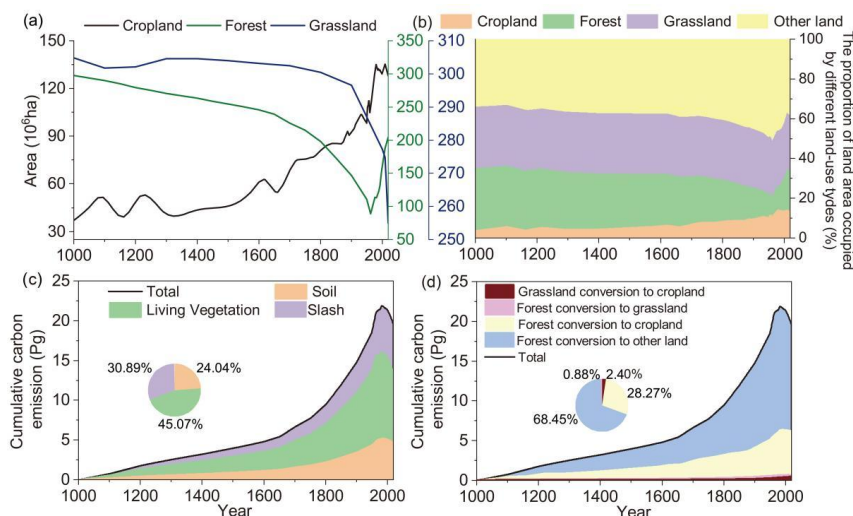 (a) Cropland Forest Grassland
Area (10⁶ha)
150
120
90
60
30
350
300
250
200
150
100
50
310
300
290
280
270
260
250
1000 1200 1400 1600 1800 2000
(b) Cropland Forest Grassland Other land
100
80
60
40
20
0
The proportion of land area occupied
by different land-use tydes (%)
1000 1200 1400 1600 1800 2000
(c) Total Soil
Living Vegetation Slash
Cumulative carbon
emission (Pg)
25
20
15
10
5
0
30.89% 24.04%
45.07%
1000 1200 1400 1600 1800 2000
Year
(d) Grassland conversion to cropland
Forest conversion to grassland
Forest conversion to cropland
Forest conversion to other land
Total
Cumulative carbon
emission (Pg)
25
20
15
10
5
0
0.88% 2.40%
28.27%
68.45%
1000 1200 1400 1600 1800 2000
Year